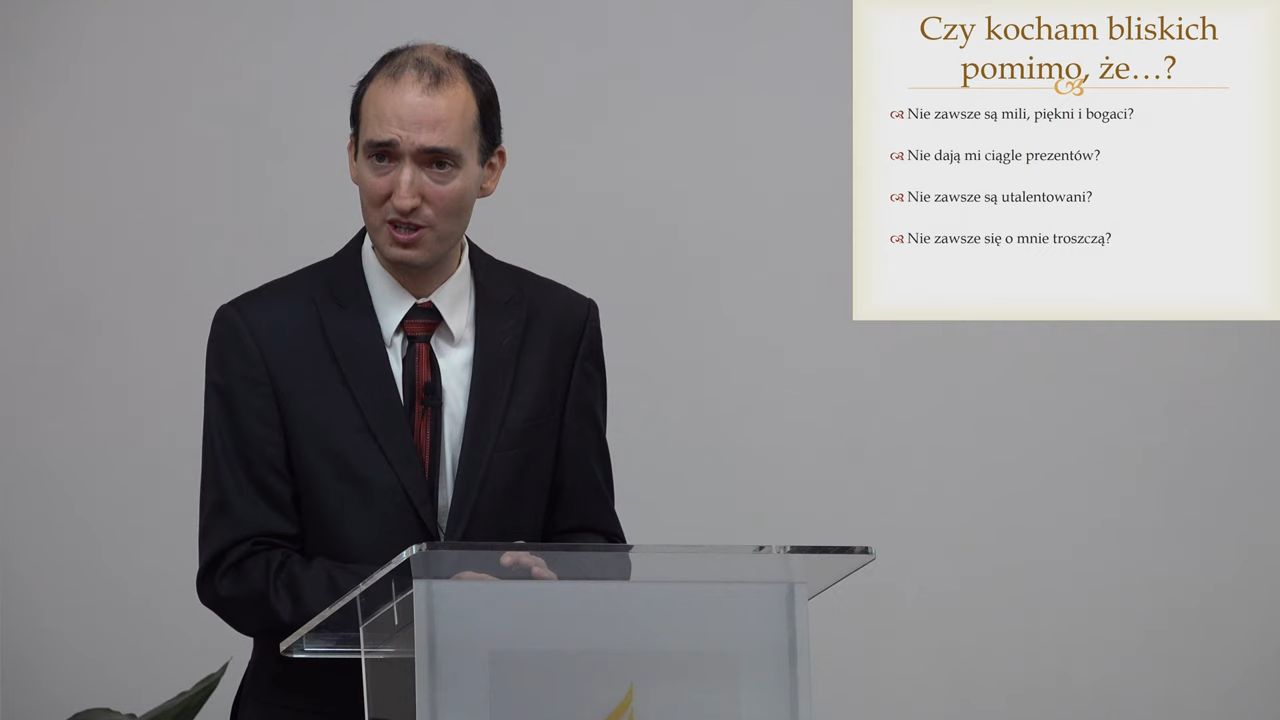 Czy kocham bliskich
pomimo, że…?
Nie zawsze są mili, piękni i bogaci?
Nie dają mi ciągle prezentów?
Nie zawsze są utalentowani?
Nie zawsze się o mnie troszczą?